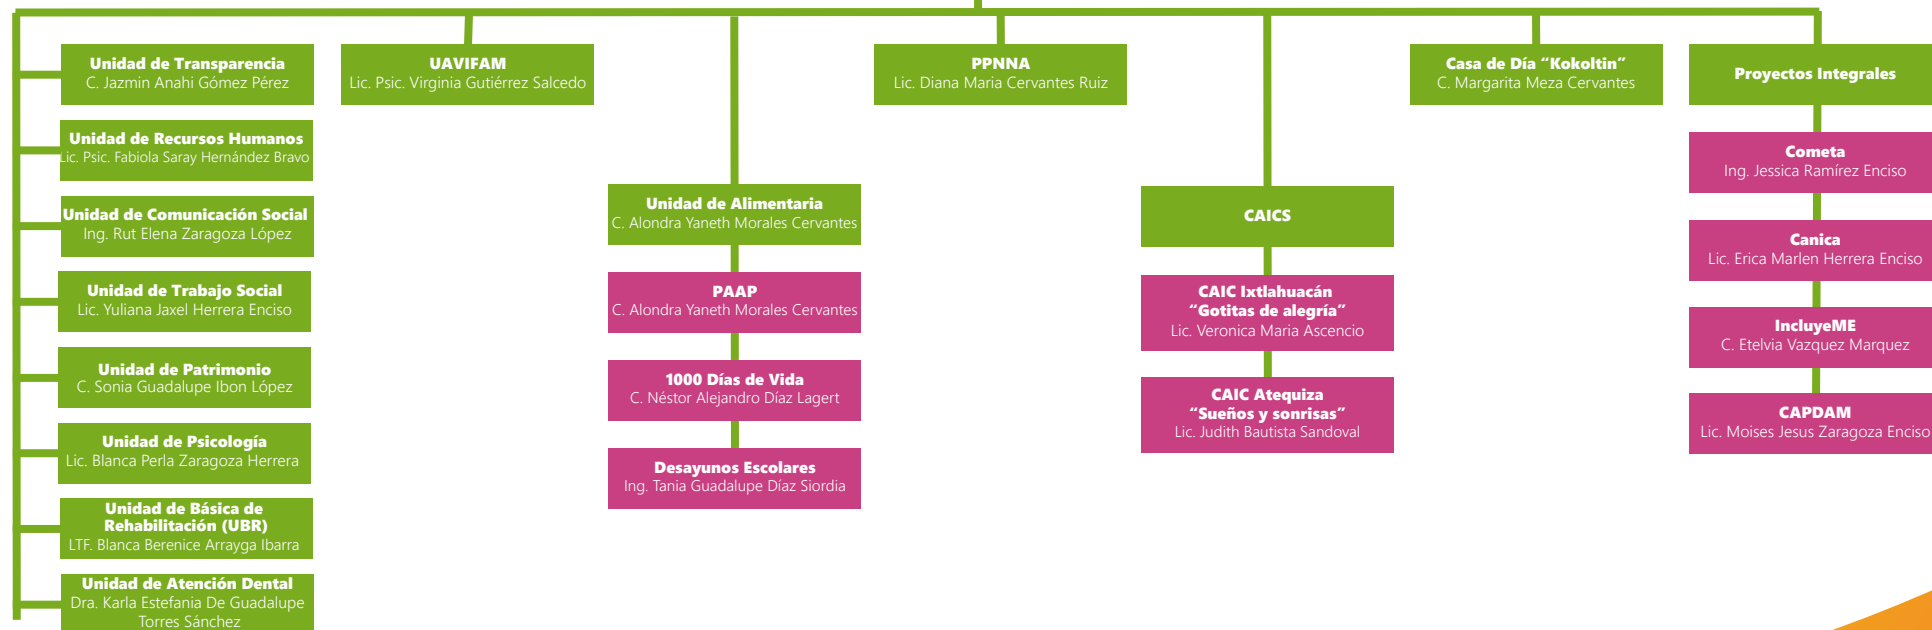 Unidad de Transparencia
C. Jazmin Anahi Gómez Pérez
Unidad de Recursos Humanos
Lic. Psic. Fabiola Saray Hernández Bravo
Unidad de Comunicación Social
Ing. Rut Elena Zaragoza López
Unidad de Trabajo Social
Lic. Yuliana Jaxel Herrera Enciso
Unidad de Patrimonio
C. Sonia Guadalupe Ibon López
Unidad de Psicología
Lic. Blanca Perla Zaragoza Herrera
Unidad de Básica de
Rehabilitación (UBR)
LTF. Blanca Berenice Arrayga Ibarra
Unidad de Atención Dental
Dra. Karla Estefania De Guadalupe
Torres Sánchez
UAVIFAM
Lic. Psic. Virginia Gutiérrez Salcedo
Unidad de Alimentaria
C. Alondra Yaneth Morales Cervantes
PAAP
C. Alondra Yaneth Morales Cervantes
1000 Días de Vida
C. Néstor Alejandro Díaz Lagert
Desayunos Escolares
Ing. Tania Guadalupe Díaz Siordia
PPNNA
Lic. Diana Maria Cervantes Ruiz
CAICS
CAIC Ixtlahuacán
“Gotitas de alegría”
Lic. Veronica Maria Ascencio
CAIC Atequiza
“Sueños y sonrisas”
Lic. Judith Bautista Sandoval
Casa de Día “Kokoltin”
C. Margarita Meza Cervantes
Proyectos Integrales
Cometa
Ing. Jessica Ramírez Enciso
Canica
Lic. Erica Marlen Herrera Enciso
IncluyeME
C. Etelvia Vazquez Marquez
CAPDAM
Lic. Moises Jesus Zaragoza Enciso